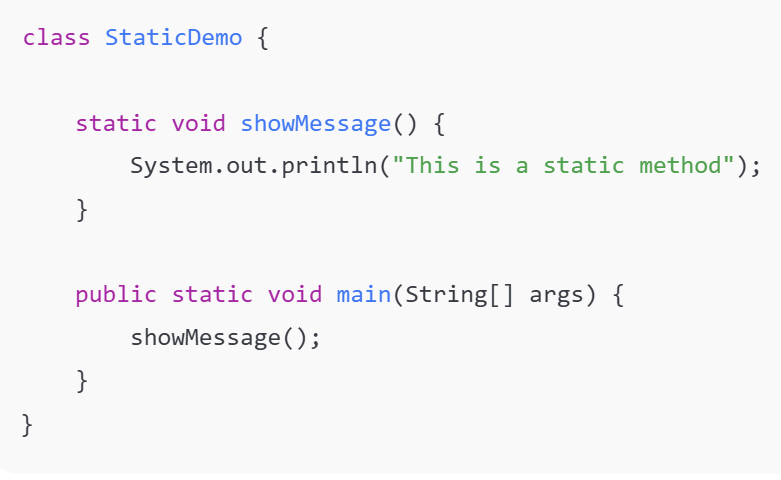 class StaticDemo {
    static void showMessage() {
        System.out.println("This is a static method");
    }
    public static void main(String[] args) {
        showMessage();
    }
}